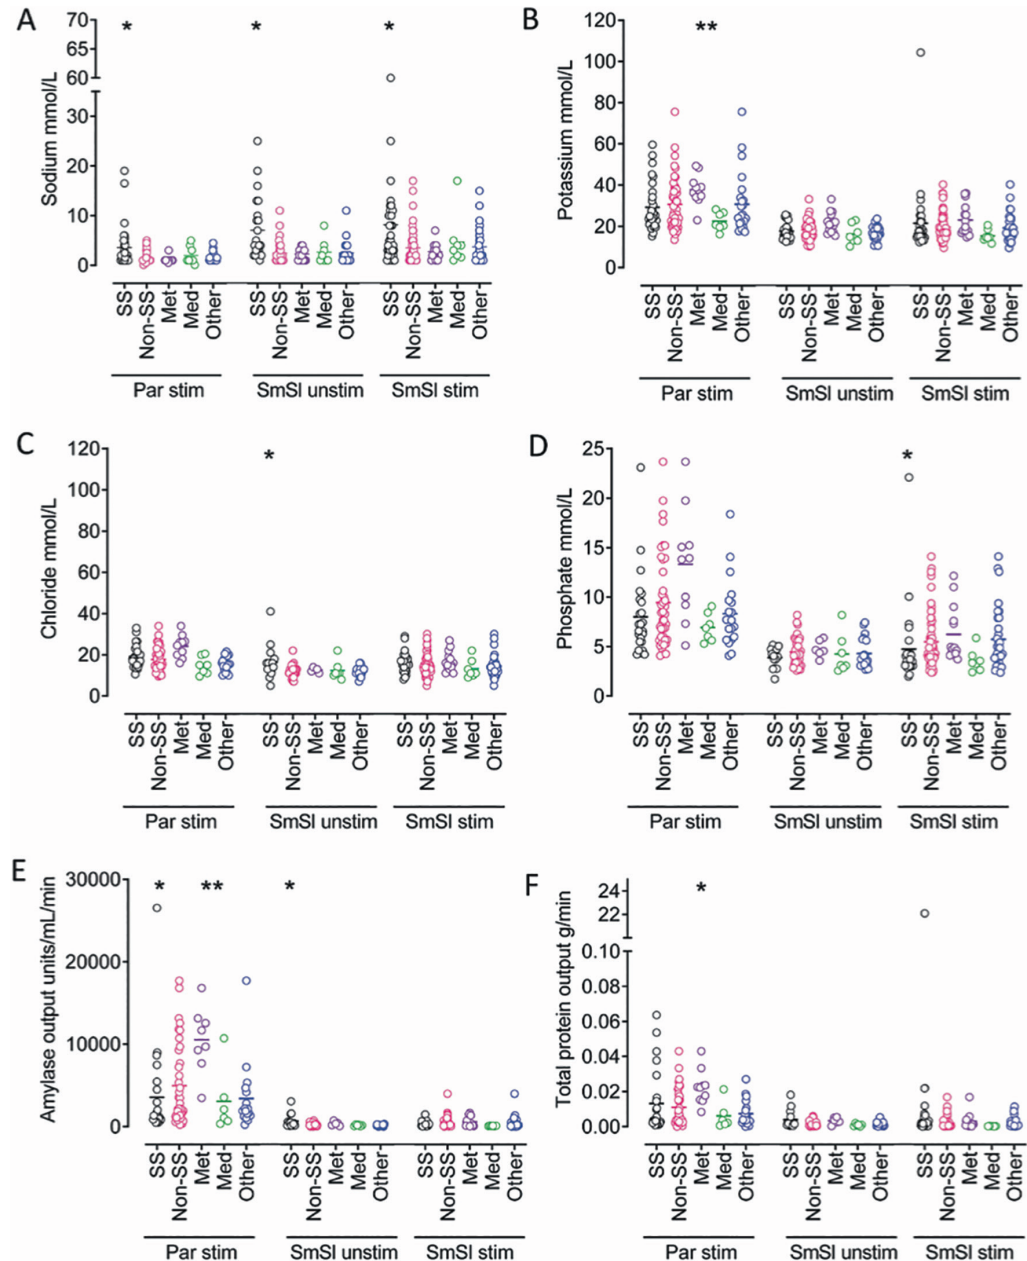 A
Sodium mmol/L
70
65
60
30
20
10
0
* * *
SS Non-SS Met Med Other SS Non-SS Met Med Other SS Non-SS Met Med Other
Par stim SmSl unstim SmSl stim
B
Potassium mmol/L
120
100
80
60
40
20
0
**
SS Non-SS Met Med Other SS Non-SS Met Med Other SS Non-SS Met Med Other
Par stim SmSl unstim SmSl stim
C
Chloride mmol/L
120
100
80
60
40
20
0
*
SS Non-SS Met Med Other SS Non-SS Met Med Other SS Non-SS Met Med Other
Par stim SmSl unstim SmSl stim
D
Phosphate mmol/L
25
20
15
10
5
0
*
SS Non-SS Met Med Other SS Non-SS Met Med Other SS Non-SS Met Med Other
Par stim SmSl unstim SmSl stim
E
Amylase output units/mL/min
30000
20000
10000
0
* ** *
SS Non-SS Met Med Other SS Non-SS Met Med Other SS Non-SS Met Med Other
Par stim SmSl unstim SmSl stim
F
Total protein output g/min
24
22
0.10
0.08
0.06
0.04
0.02
0.00
*
SS Non-SS Met Med Other SS Non-SS Met Med Other SS Non-SS Met Med Other
Par stim SmSl unstim SmSl stim